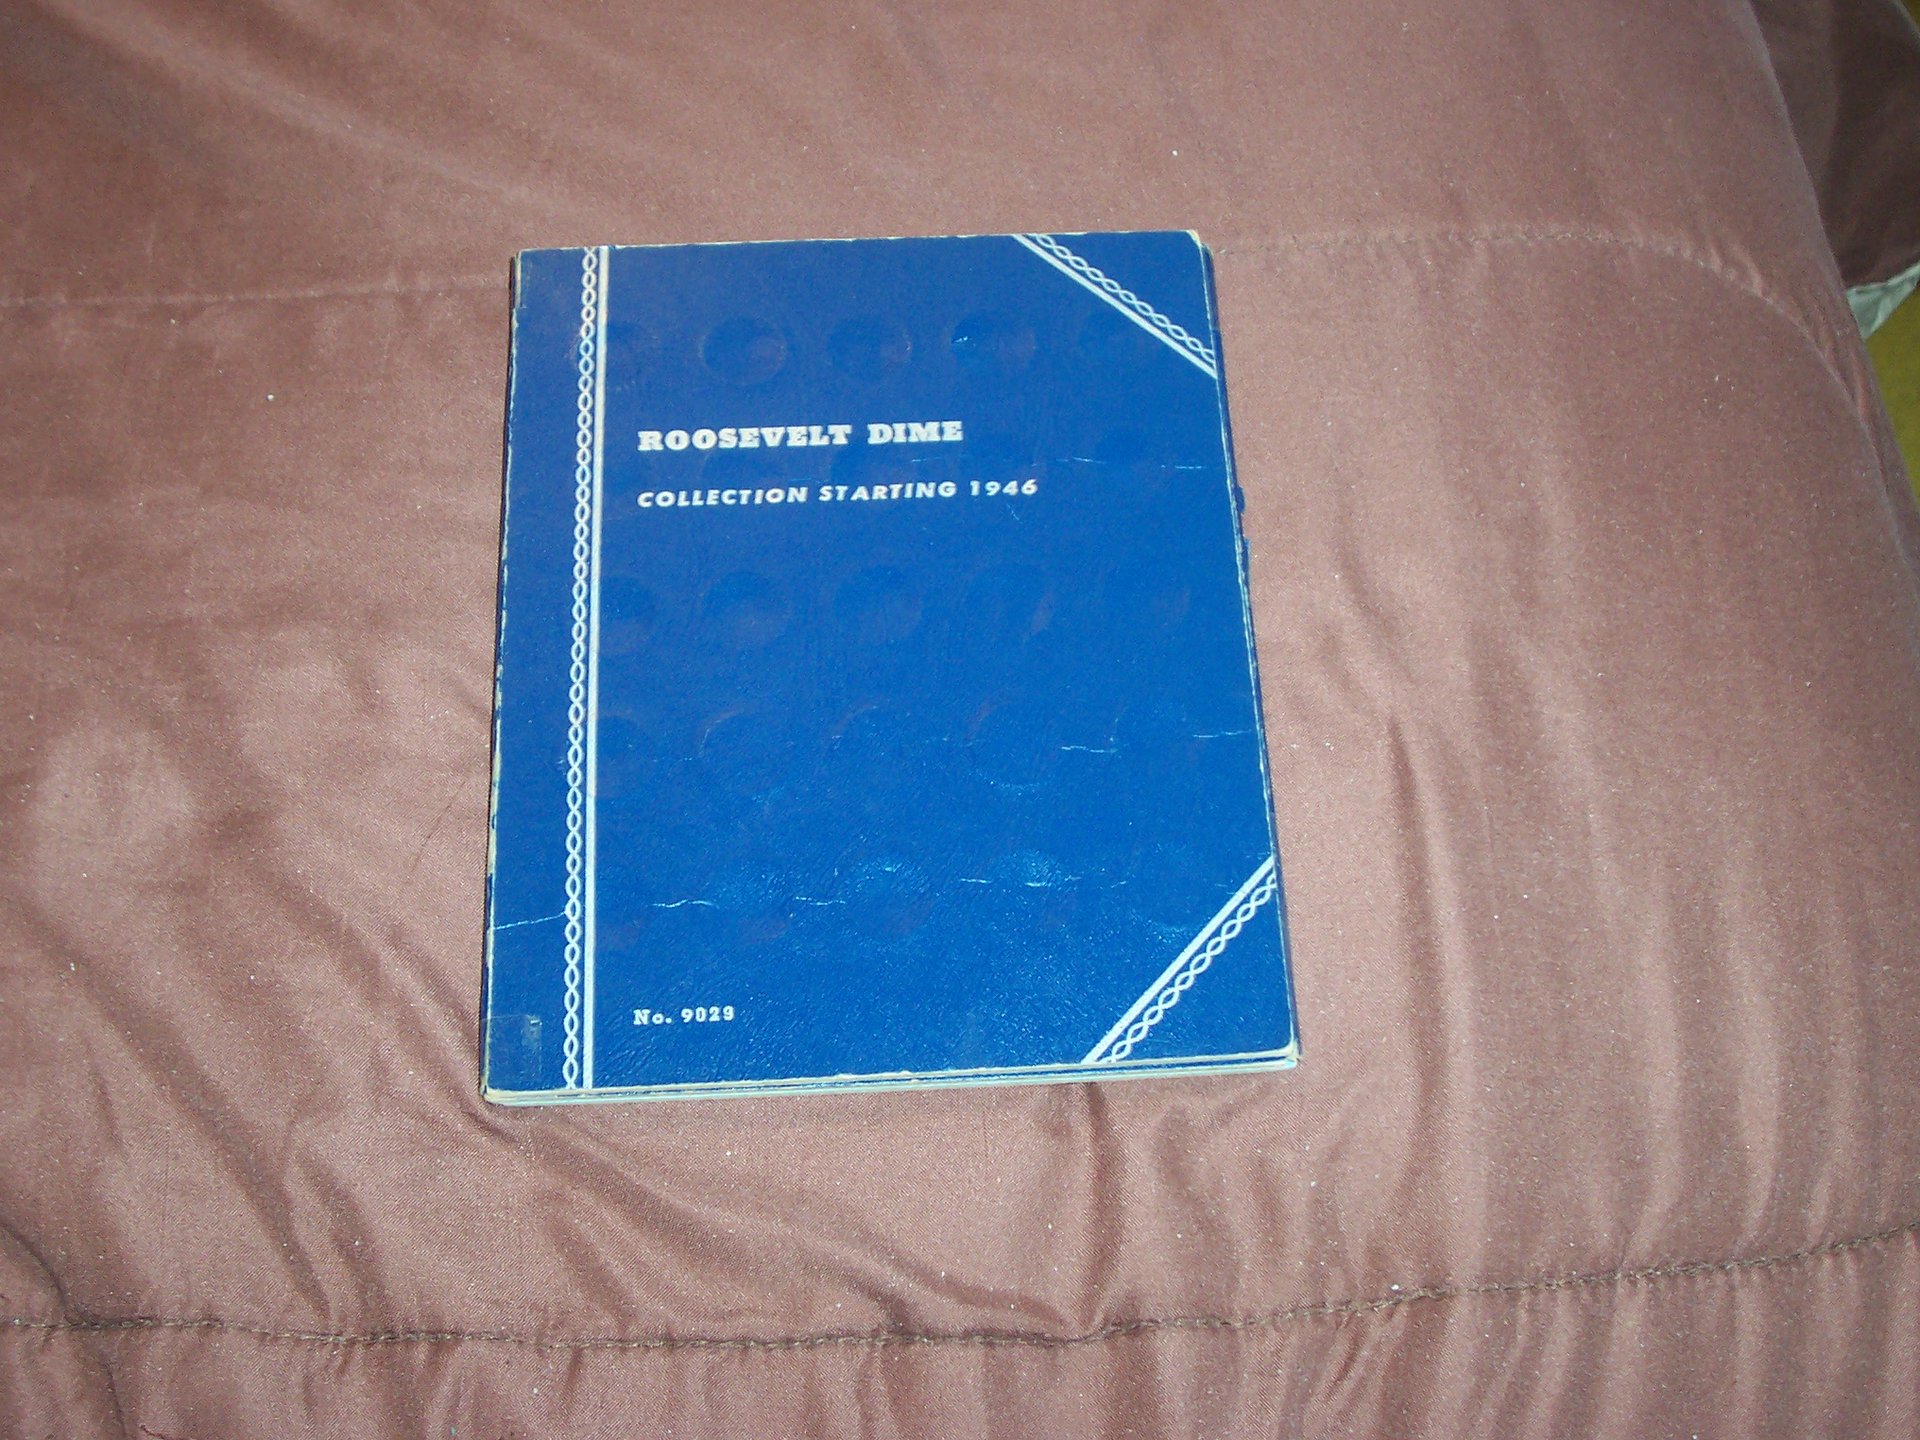 ROOSEVELT DIME
COLLECTION STARTING 1946
No. 9029